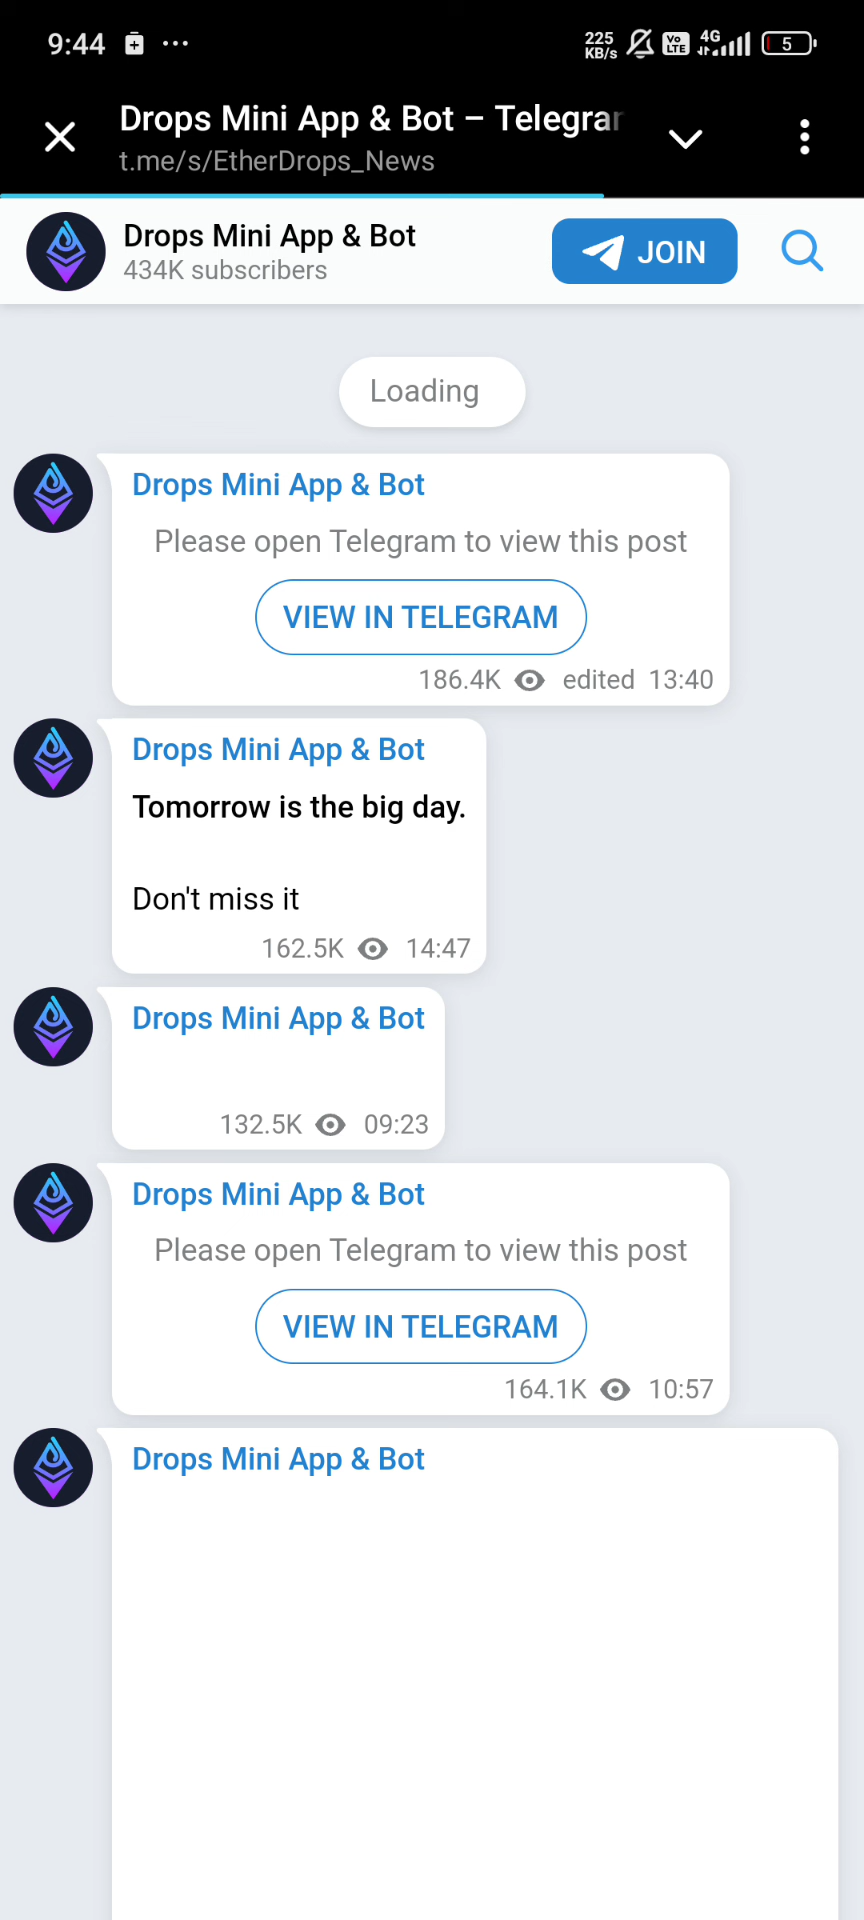 9:44
225 KB/s Vo LTE 4G 5
Drops Mini App & Bot – Telegram
t.me/s/EtherDrops_News
Drops Mini App & Bot
434K subscribers
JOIN
Loading
Drops Mini App & Bot
Please open Telegram to view this post
VIEW IN TELEGRAM
186.4K edited 13:40
Drops Mini App & Bot
Tomorrow is the big day.
Don't miss it
162.5K 14:47
Drops Mini App & Bot
132.5K 09:23
Drops Mini App & Bot
Please open Telegram to view this post
VIEW IN TELEGRAM
164.1K 10:57
Drops Mini App & Bot